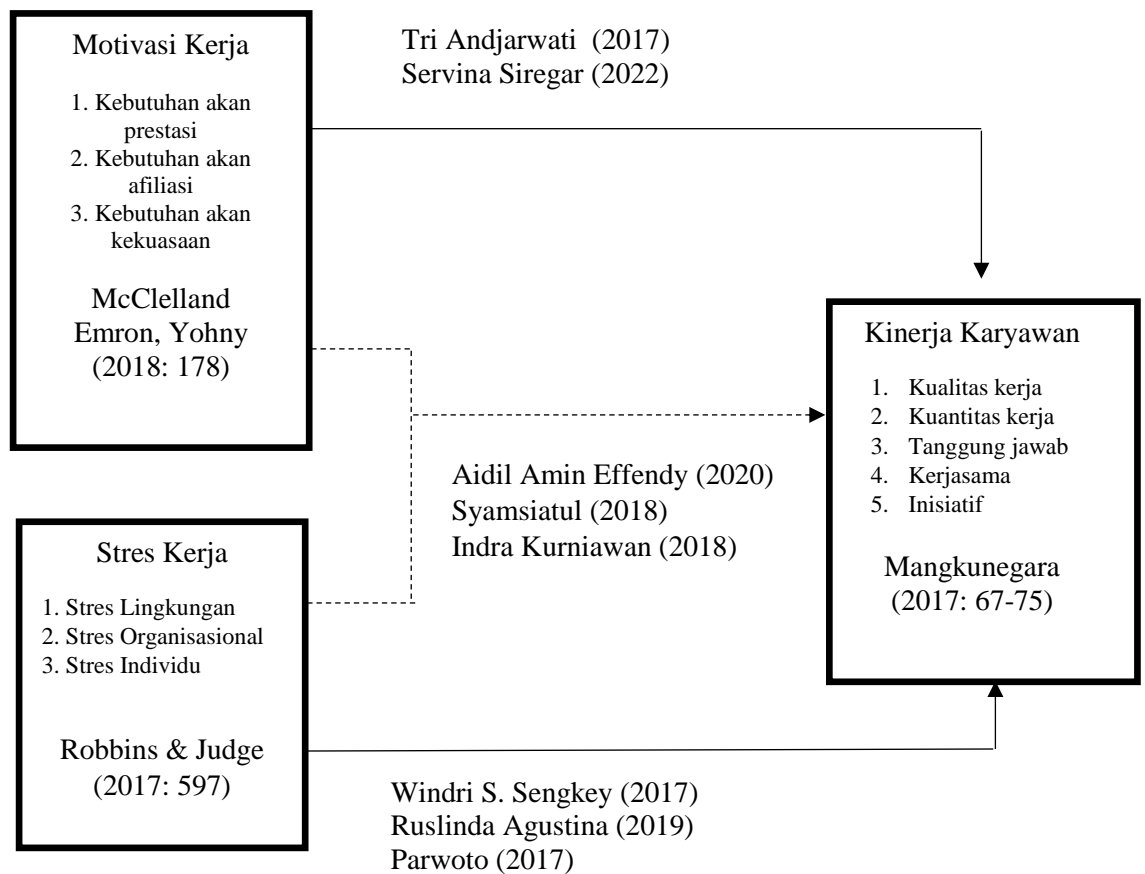 Motivasi Kerja
1. Kebutuhan akan
prestasi
2. Kebutuhan akan
afiliasi
3. Kebutuhan akan
kekuasaan
McClelland
Emron, Yohny
(2018: 178)
Tri Andjarwati (2017)
Servina Siregar (2022)
Kinerja Karyawan
1. Kualitas kerja
2. Kuantitas kerja
3. Tanggung jawab
4. Kerjasama
5. Inisiatif
Mangkunegara
(2017: 67-75)
Aidil Amin Effendy (2020)
Syamsiatul (2018)
Indra Kurniawan (2018)
Stres Kerja
1. Stres Lingkungan
2. Stres Organisasional
3. Stres Individu
Robbins & Judge
(2017: 597)
Windri S. Sengkey (2017)
Ruslinda Agustina (2019)
Parwoto (2017)